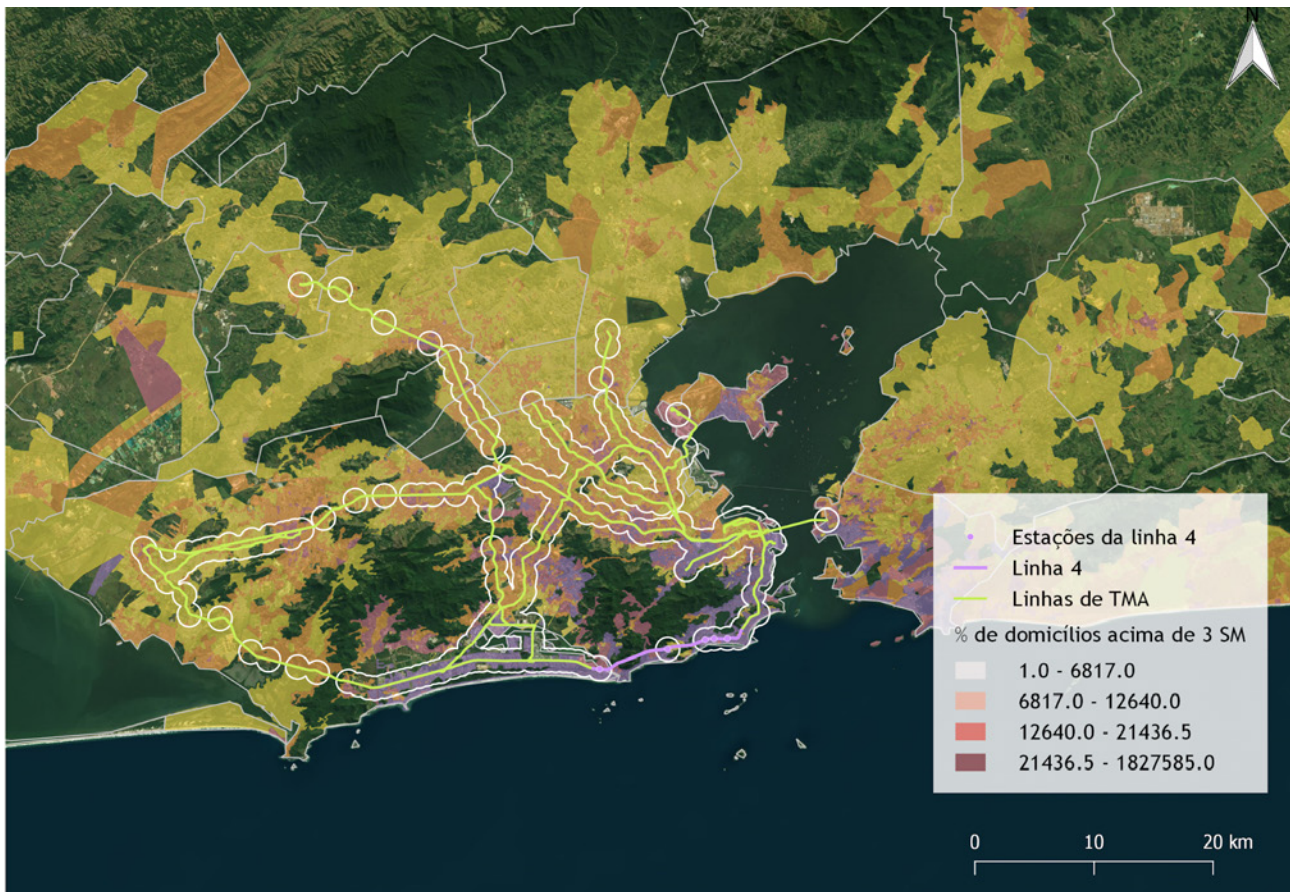 N
Estações da linha 4
Linha 4
Linhas de TMA
% de domicílios acima de 3 SM
1.0 - 6817.0
6817.0 - 12640.0
12640.0 - 21436.5
21436.5 - 1827585.0
0 10 20 km